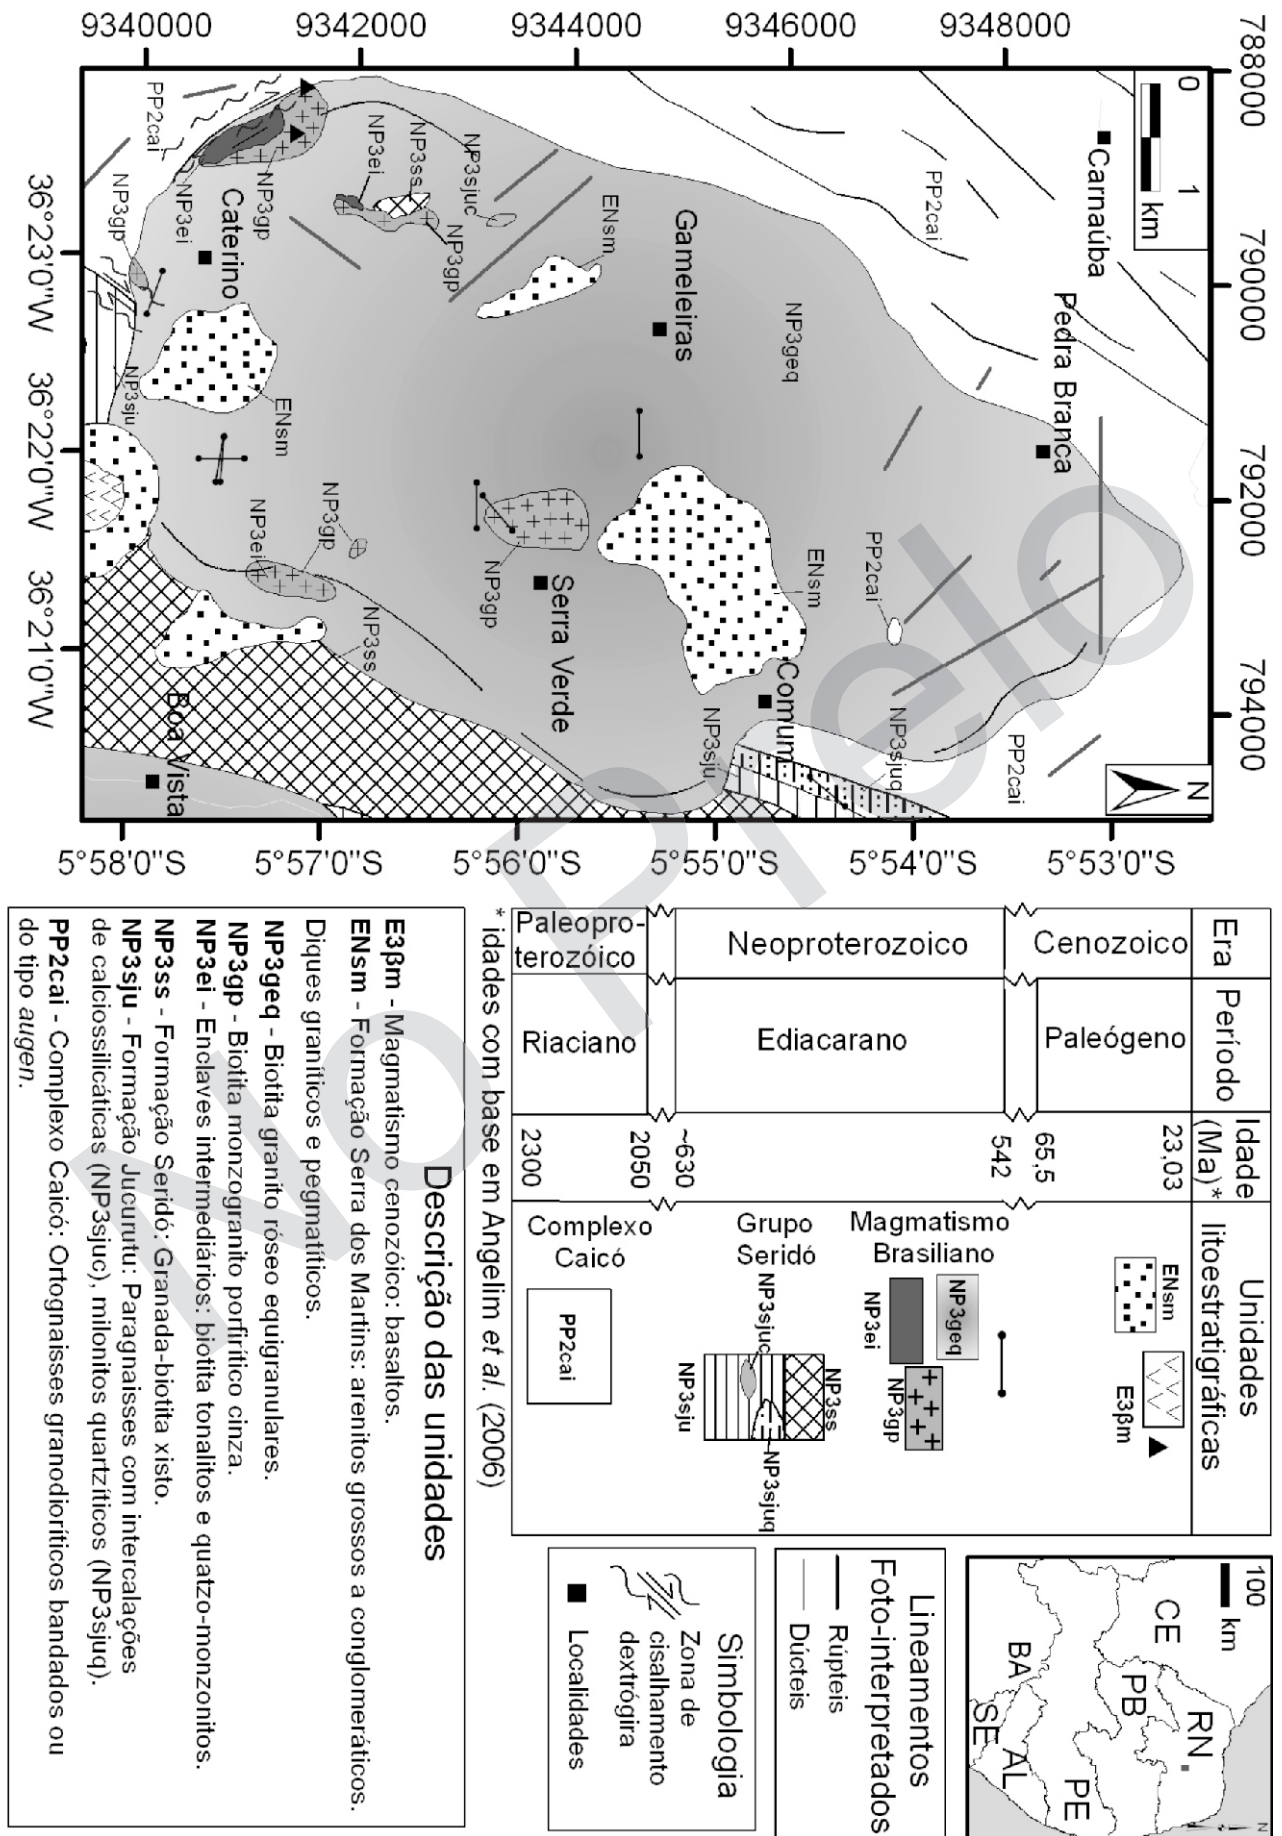 788000
790000
792000
794000
9348000
9346000
9344000
9342000
9340000
36°23'0"W
36°22'0"W
36°21'0"W
5°53'0"S
5°54'0"S
5°55'0"S
5°56'0"S
5°57'0"S
5°58'0"S
0 1
km
N
Carnaúba
Pedra Branca
PP2cai
Gameleiras
NP3geq
ENsm
PP2cai
ENsm
Comum
NP3sjuq
PP2cai
NP3sju
NP3sjuc
NP3ss
NP3ei
NP3gp
Serra Verde
NP3gp
PP2cai
NP3gp
NP3ei
NP3gp
Caterino
ENsm
NP3sju
NP3gp
NP3ei
NP3ss
Boa Vista
No Prelo
Era
Período
Idade
(Ma)*
Unidades
litoestratigráficas
Cenozoico
Paleógeno
23,03
65,5
ENsm
E3βm
Neoproterozoico
Ediacarano
542
~630
Magmatismo
Brasiliano
NP3geq
NP3ei
NP3gp
Grupo
Seridó
NP3sjuc
NP3ss
NP3sju
NP3sjuq
Paleopro-
terozóico
Riaciano
2050
2300
Complexo
Caicó
PP2cai
* idades com base em Angelim et al. (2006)
Descrição das unidades
E3βm - Magmatismo cenozóico: basaltos.
ENsm - Formação Serra dos Martins: arenitos grossos a conglomeráticos.
Diques graníticos e pegmatíticos.
NP3geq - Biotita granito róseo equigranulares.
NP3gp - Biotita monzogranito porfirítico cinza.
NP3ei - Enclaves intermediários: biotita tonalitos e quatzo-monzonitos.
NP3ss - Formação Seridó: Granada-biotita xisto.
NP3sju - Formação Jucurutu: Paragnaisses com intercalações
de calciossilicáticas (NP3sjuc), milonitos quartzíticos (NP3sjuq).
PP2cai - Complexo Caicó: Ortognaisses granodioríticos bandados ou
do tipo augen.
100
km
CE
RN
PB
PE
BA
AL
SE
N
Lineamentos
Foto-interpretados
Rúpteis
Dúcteis
Simbologia
Zona de
cisalhamento
dextrógira
Localidades